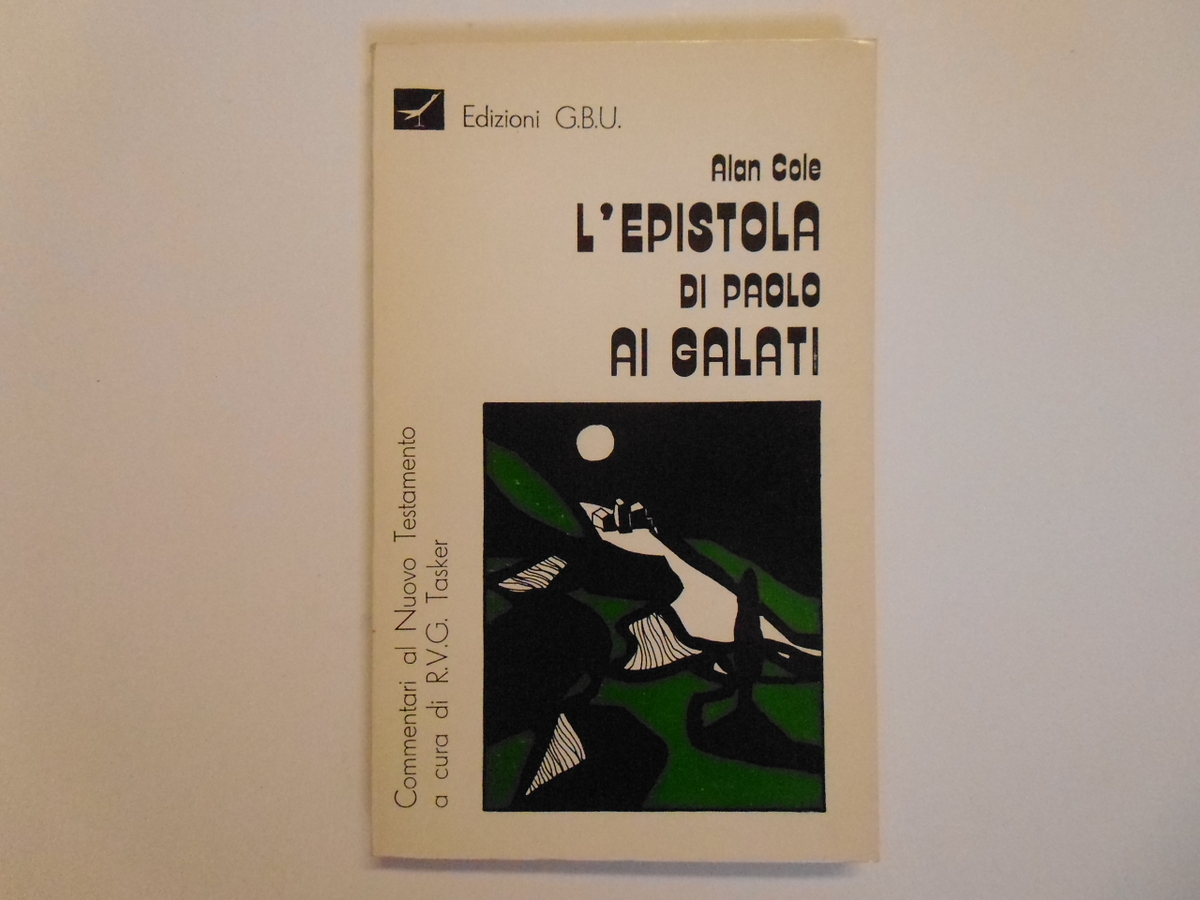 Edizioni G.B.U.
Alan Cole
L'EPISTOLA
DI PAOLO
AI GALATI
Commentari al Nuovo Testamento
a cura di R.V.G. Tasker